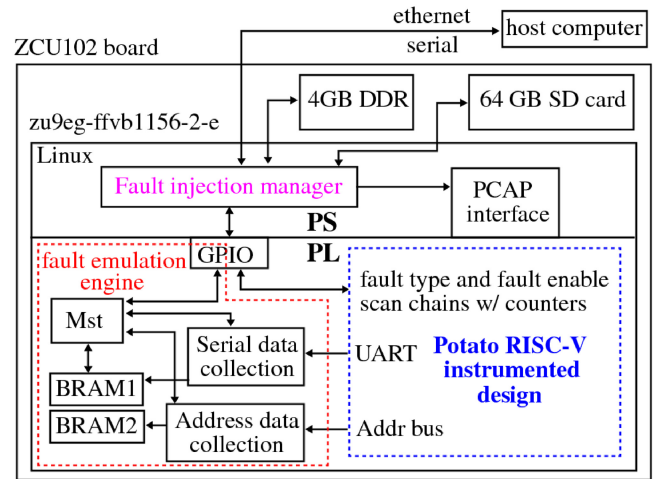 ethernet
serial
host computer
ZCU102 board
4GB DDR
64 GB SD card
zu9eg-ffvb1156-2-e
Linux
Fault injection manager
PCAP
interface
PS
PL
GPIO
fault emulation
engine
fault type and fault enable
scan chains w/ counters
Mst
Serial data
collection
UART
Potato RISC-V
instrumented
design
BRAM1
BRAM2
Address data
collection
Addr bus